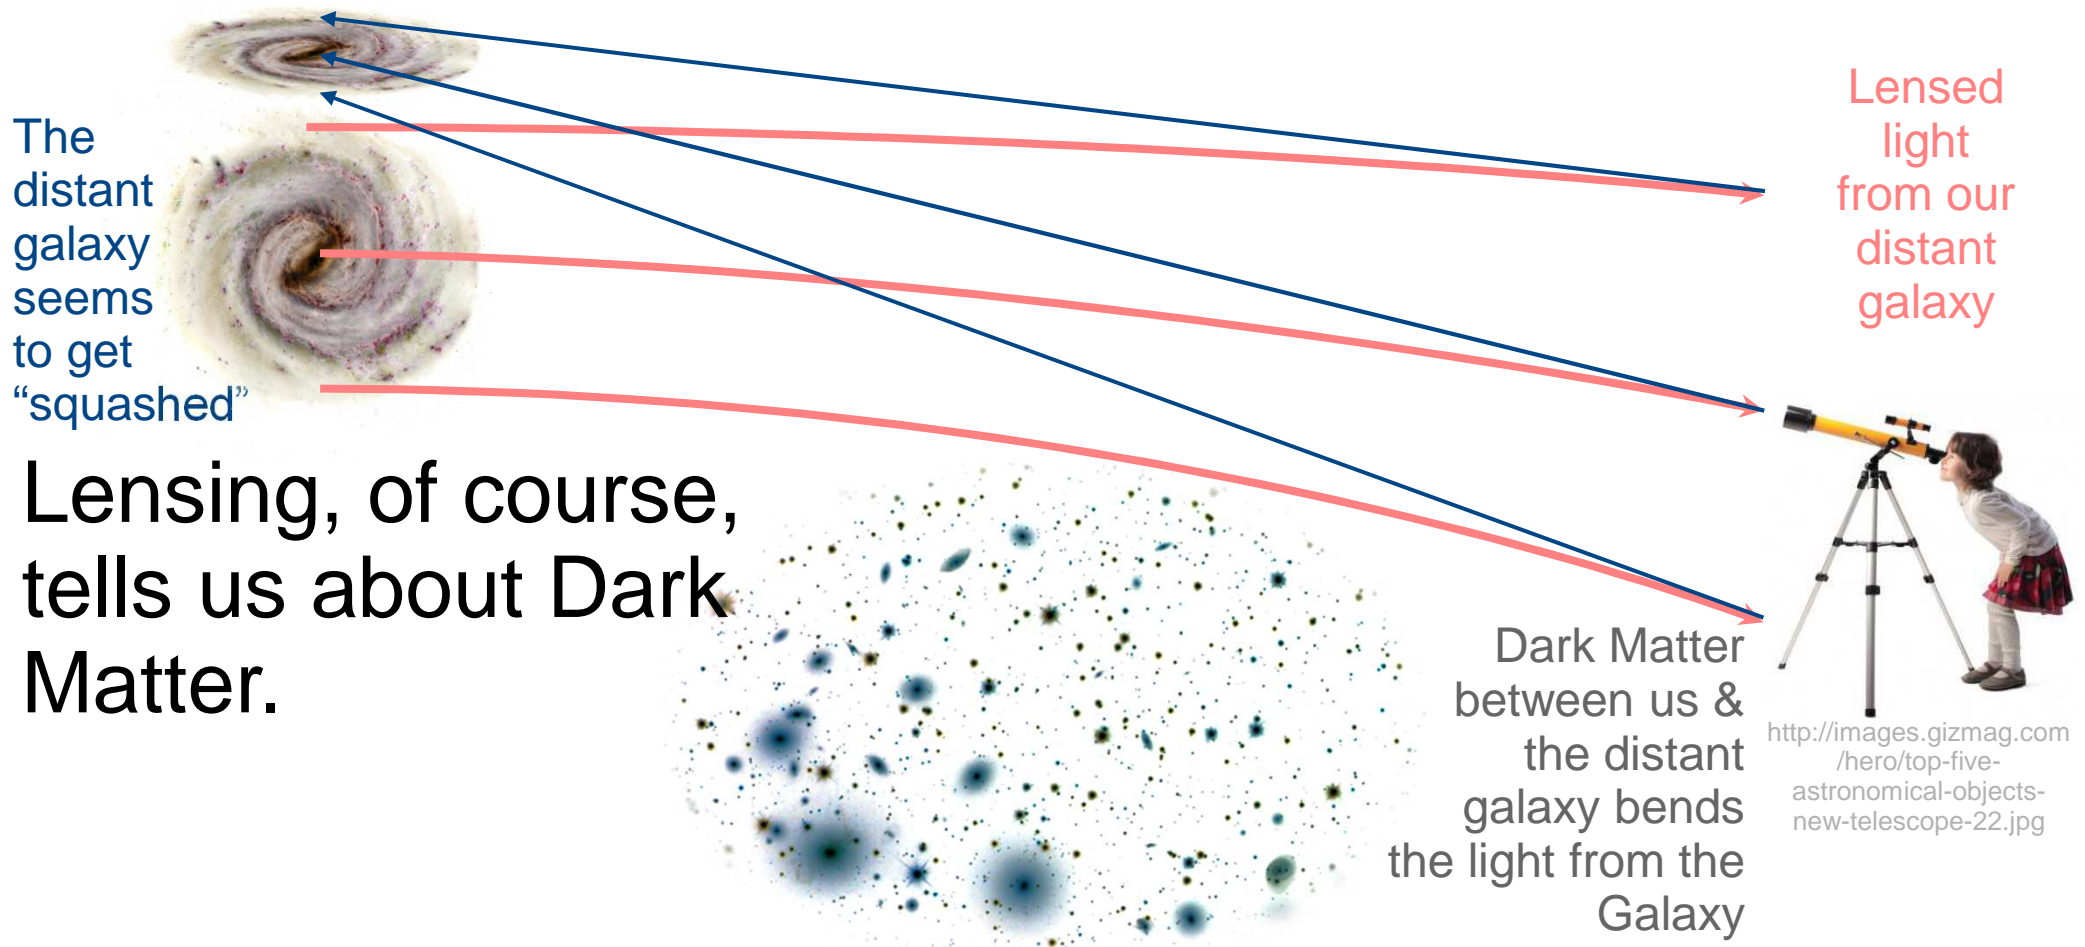 The
distant
galaxy
seems
to get
“squashed”
Lensed
light
from our
distant
galaxy
Lensing, of course,
tells us about Dark
Matter.
Dark Matter
between us &
the distant
galaxy bends
the light from the
Galaxy
http://images.gizmag.com
/hero/top-five-
astronomical-objects-
new-telescope-22.jpg